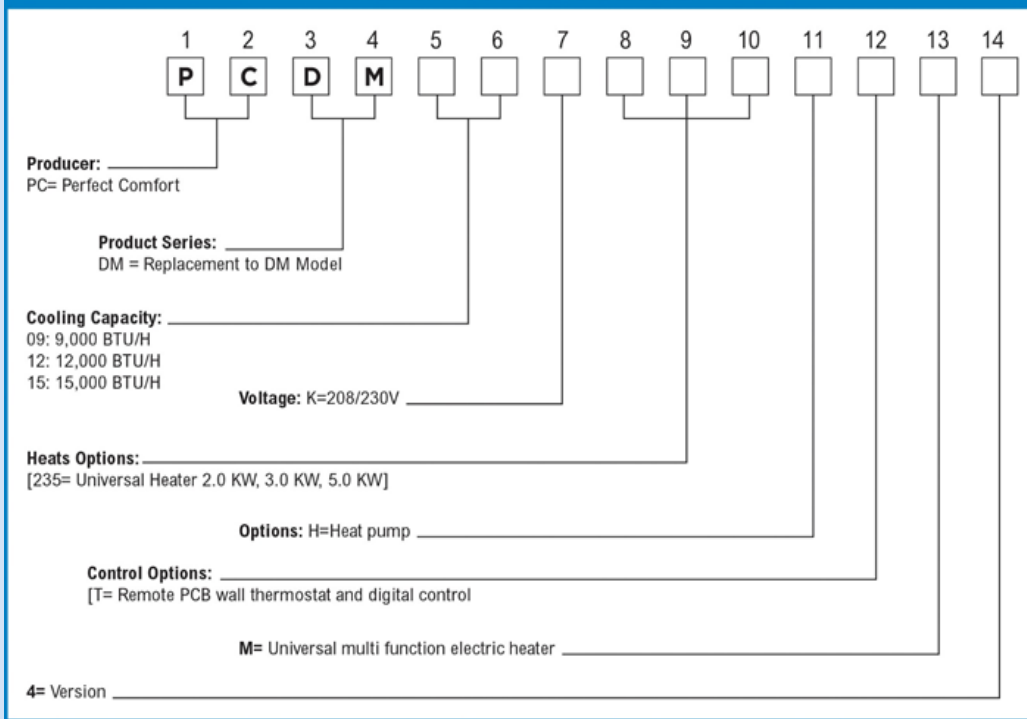 1 2 3 4 5 6 7 8 9 10 11 12 13 14
P C D M
Producer:
PC= Perfect Comfort
Product Series:
DM = Replacement to DM Model
Cooling Capacity:
09: 9,000 BTU/H
12: 12,000 BTU/H
15: 15,000 BTU/H
Voltage: K=208/230V
Heats Options:
[235= Universal Heater 2.0 KW, 3.0 KW, 5.0 KW]
Options: H=Heat pump
Control Options:
[T= Remote PCB wall thermostat and digital control
M= Universal multi function electric heater
4= Version